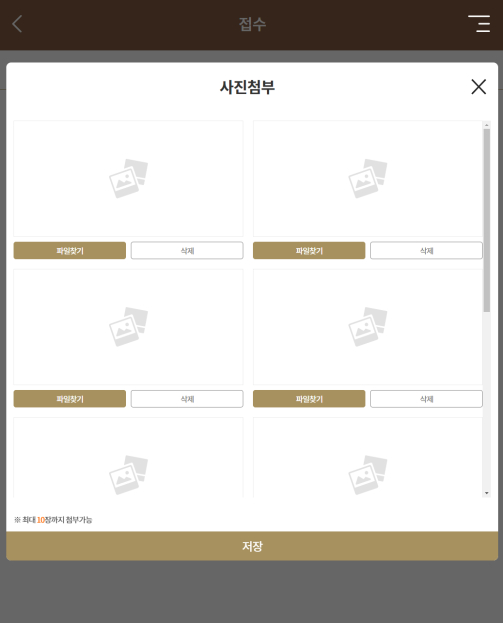 접수
사진첨부
파일찾기 삭제 파일찾기 삭제
파일찾기 삭제 파일찾기 삭제
※ 최대 10장까지 첨부가능
저장